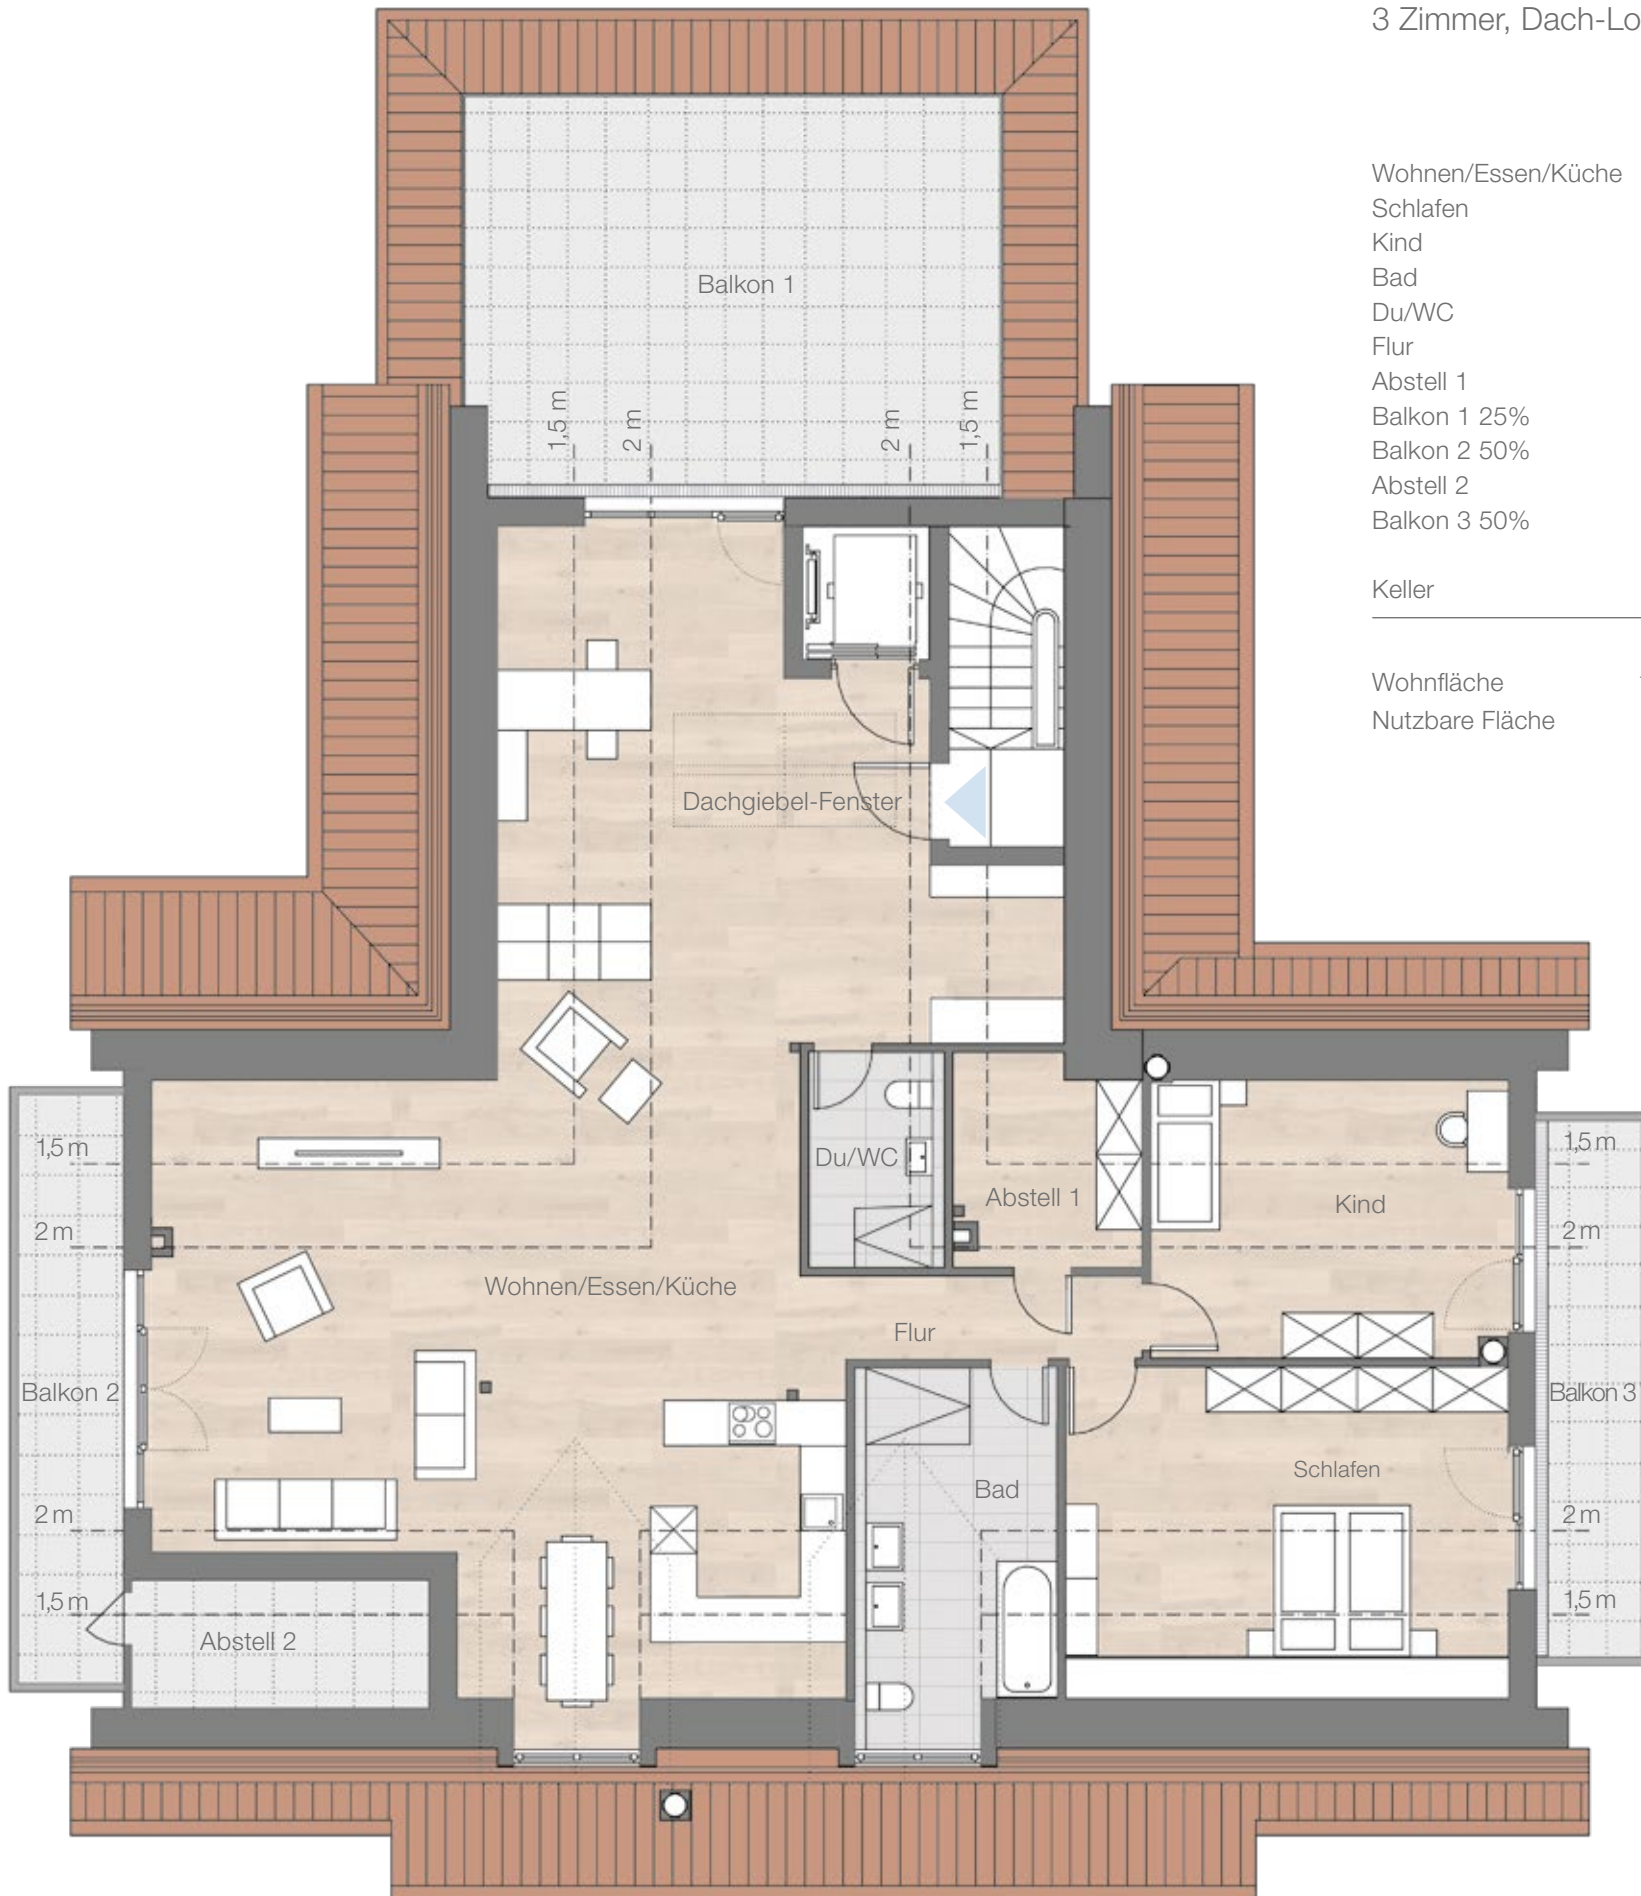 3 Zimmer, Dach-Lo
Wohnen/Essen/Küche
Schlafen
Kind
Bad
Du/WC
Flur
Abstell 1
Balkon 1 25%
Balkon 2 50%
Abstell 2
Balkon 3 50%
Keller
Wohnfläche
Nutzbare Fläche
Balkon 1
1,5 m
2 m
2 m
1,5 m
Dachgiebel-Fenster
1,5 m
Du/WC
Abstell 1
Kind
1,5 m
2 m
2 m
Wohnen/Essen/Küche
Flur
Balkon 2
Balkon 3
Schlafen
Bad
2 m
2 m
1,5 m
1,5 m
Abstell 2